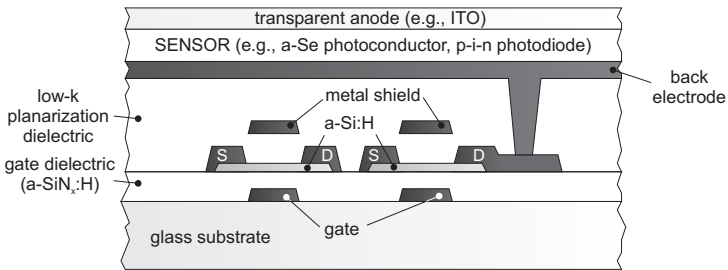 transparent anode (e.g., ITO)
SENSOR (e.g., a-Se photoconductor, p-i-n photodiode)
back
electrode
low-k
planarization
dielectric
metal shield
a-Si:H
S
D
S
D
gate dielectric
(a-SiNₓ:H)
gate
glass substrate